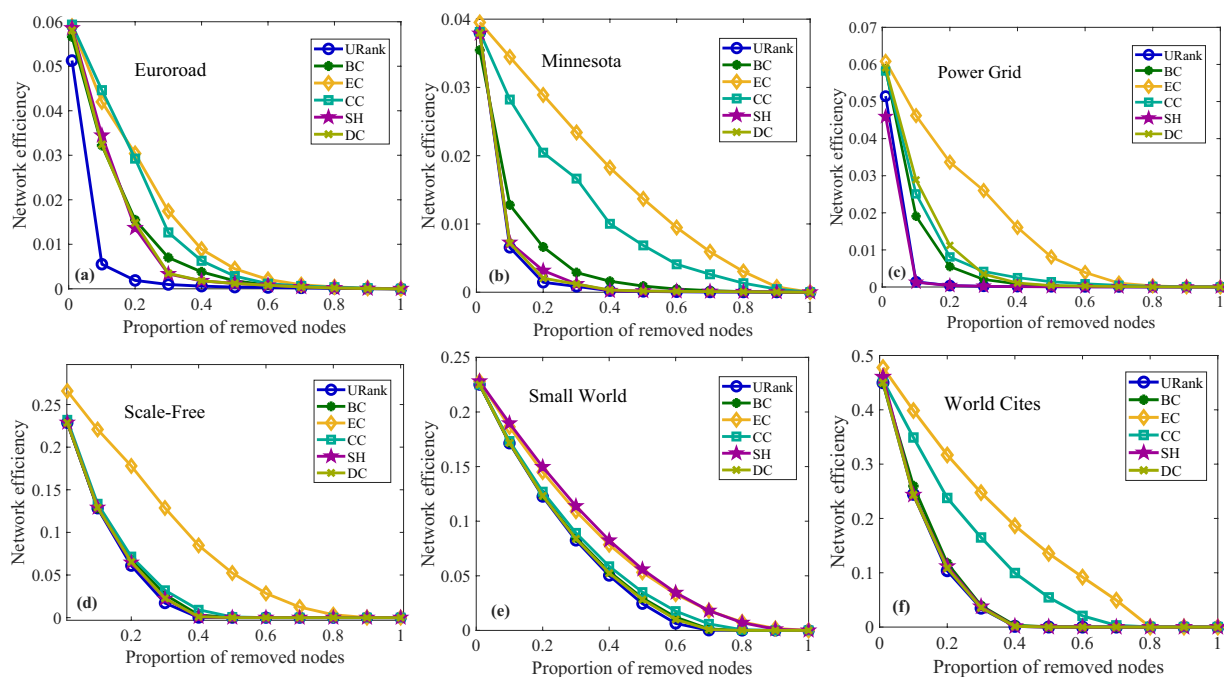 0.06
0.05
0.04
0.03
0.02
0.01
0
Network efficiency
Euroroad
URank
BC
EC
CC
SH
DC
(a)
0 0.2 0.4 0.6 0.8 1
Proportion of removed nodes
0.04
0.03
0.02
0.01
0
Network efficiency
Minnesota
URank
BC
EC
CC
SH
DC
(b)
0 0.2 0.4 0.6 0.8 1
Proportion of removed nodes
0.07
0.06
0.05
0.04
0.03
0.02
0.01
0
Network efficiency
Power Grid
URank
BC
EC
CC
SH
DC
(c)
0 0.2 0.4 0.6 0.8 1
Proportion of removed nodes
0.25
0.2
0.15
0.1
0.05
0
Network efficiency
Scale-Free
URank
BC
EC
CC
SH
DC
(d)
0.2 0.4 0.6 0.8 1
Proportion of removed nodes
0.25
0.2
0.15
0.1
0.05
0
Network efficiency
Small World
URank
BC
EC
CC
SH
DC
(e)
0 0.2 0.4 0.6 0.8 1
Proportion of removed nodes
0.5
0.4
0.3
0.2
0.1
0
Network efficiency
World Cites
URank
BC
EC
CC
SH
DC
(f)
0 0.2 0.4 0.6 0.8 1
Proportion of removed nodes